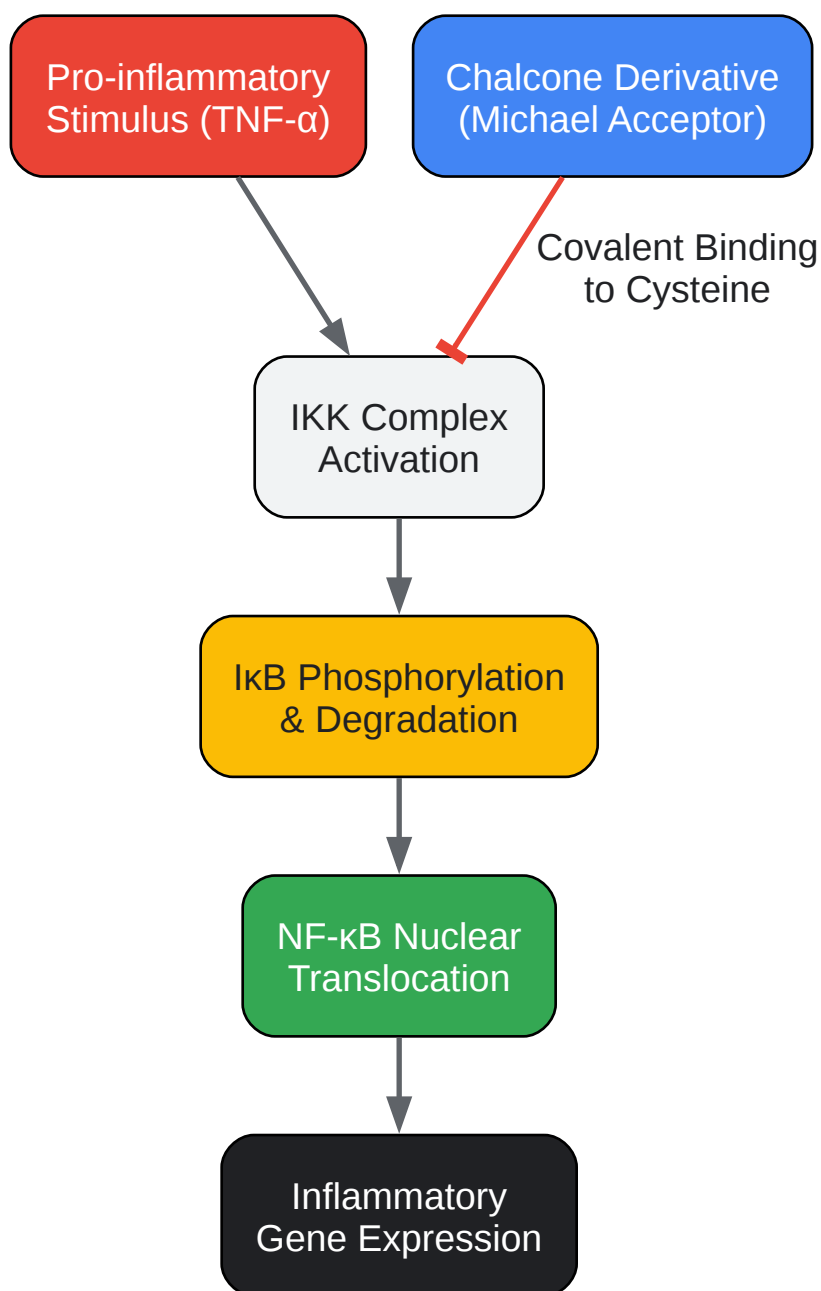 Pro-inflammatory
Stimulus (TNF-α)
Chalcone Derivative
(Michael Acceptor)
Covalent Binding
to Cysteine
IKK Complex
Activation
IκB Phosphorylation
& Degradation
NF-κB Nuclear
Translocation
Inflammatory
Gene Expression